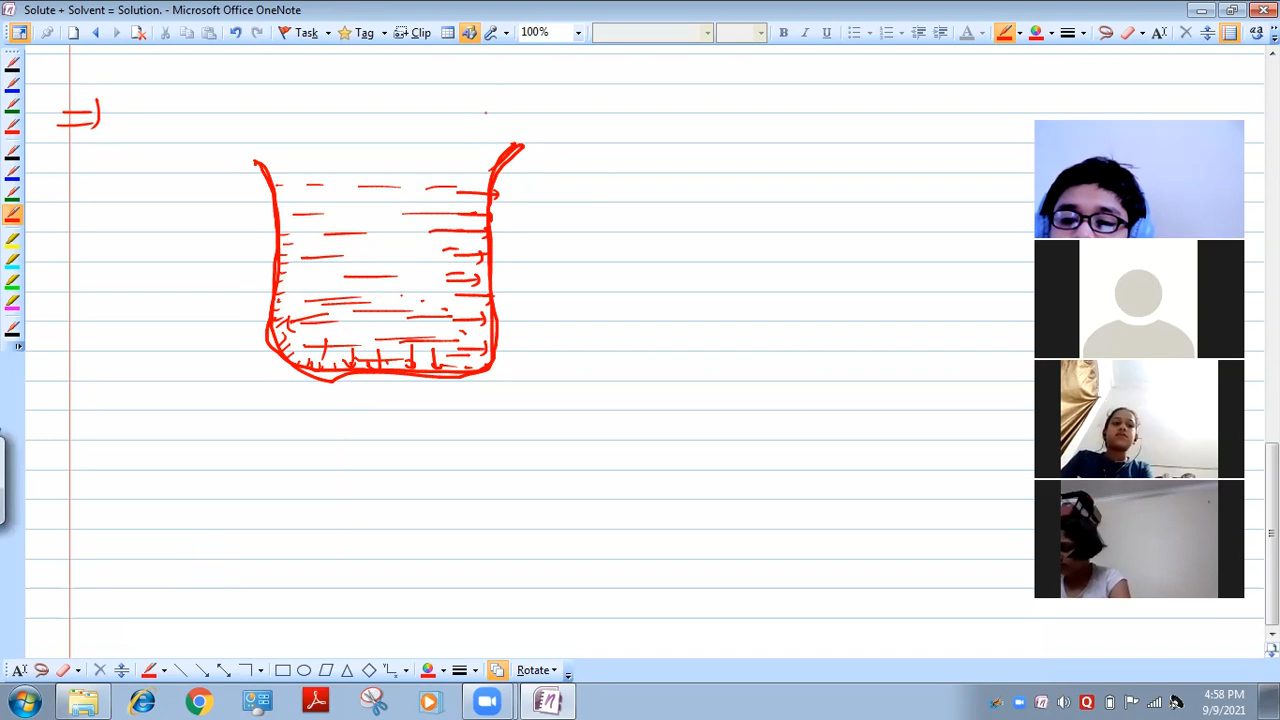 Solute + Solvent = Solution. - Microsoft Office OneNote
Task Tag Clip 100% B I U A A
A Rotate
4:58 PM
9/9/2021